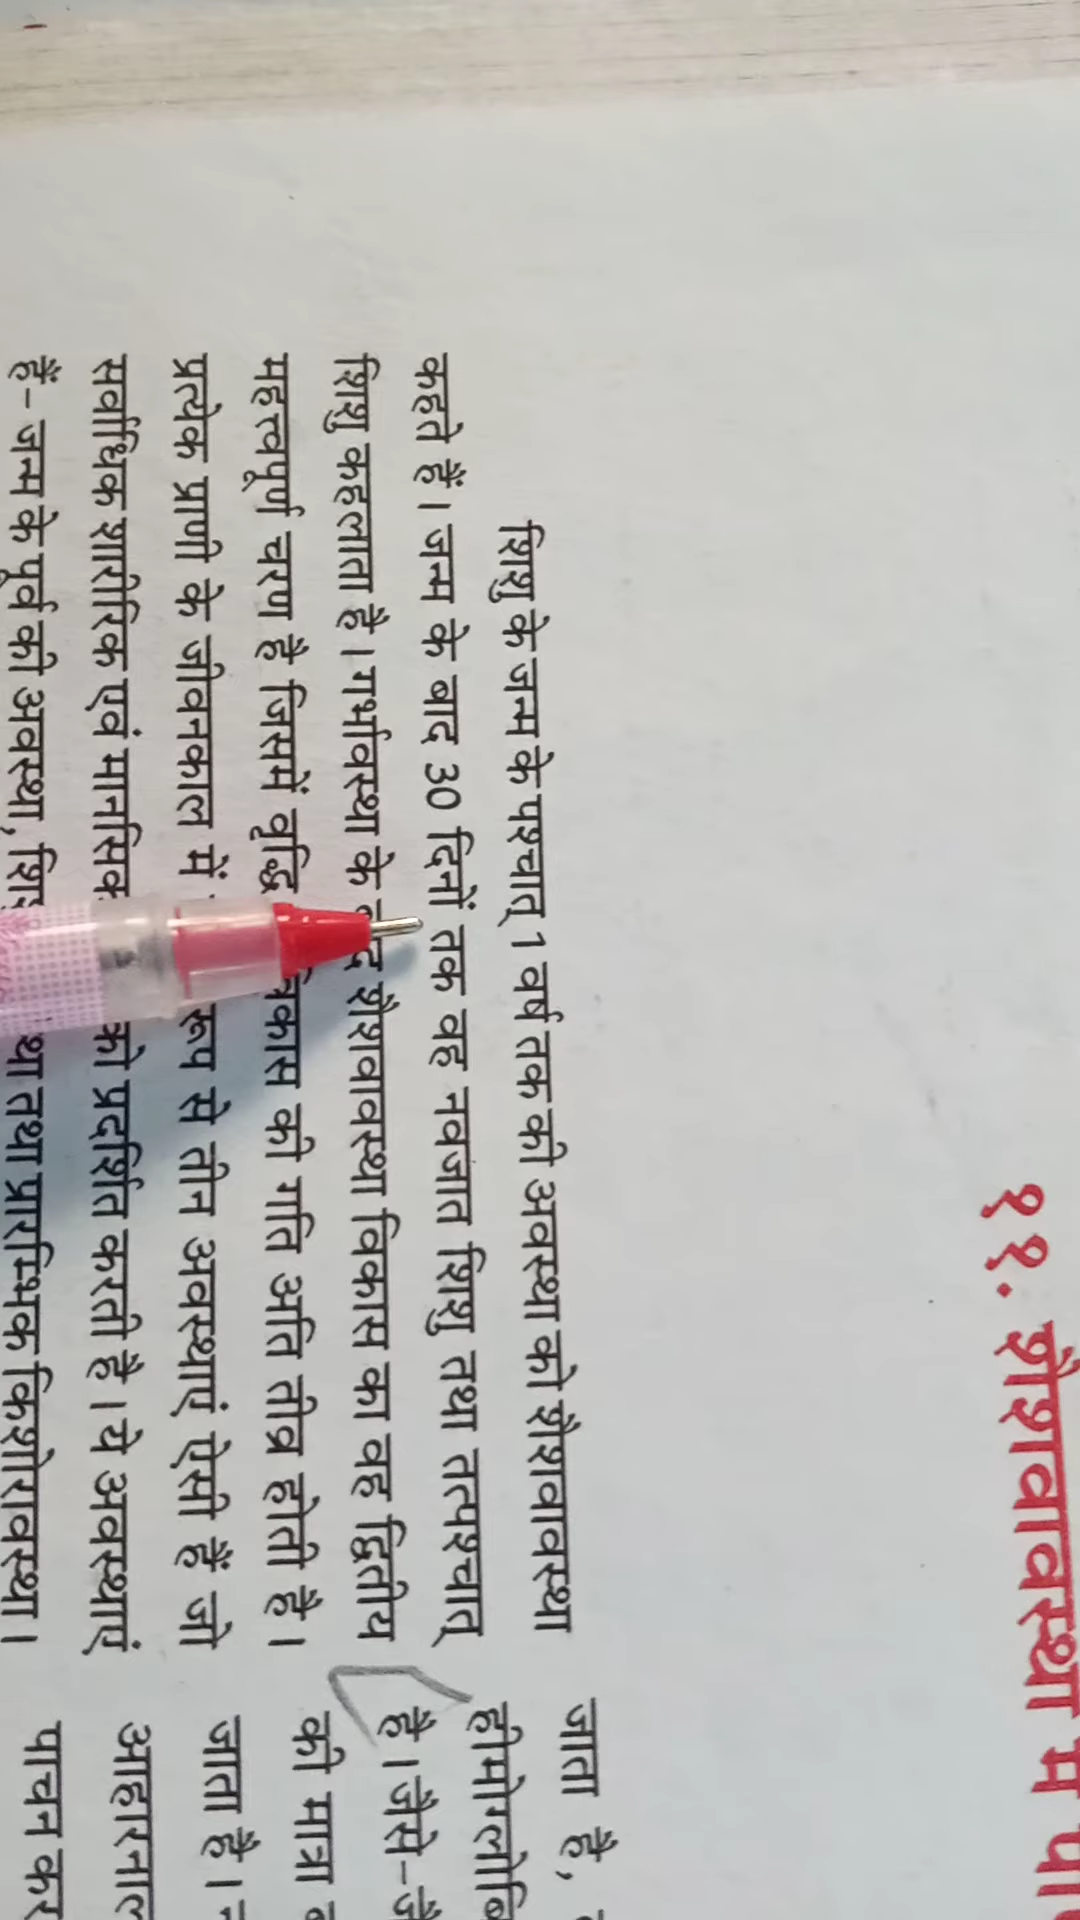 ११. शैशवावस्था में
शिशु के जन्म के पश्चात् 1 वर्ष तक की अवस्था को शैशवावस्था
कहते हैं। जन्म के बाद 30 दिनों तक वह नवजात शिशु तथा तत्पश्चात्
शिशु कहलाता है। गर्भावस्था के शैशवावस्था विकास का वह द्वितीय
महत्त्वपूर्ण चरण है जिसमें वृद्धि विकास की गति अति तीव्र होती है।
प्रत्येक प्राणी के जीवनकाल में रूप से तीन अवस्थाएं ऐसी हैं जो
सर्वाधिक शारीरिक एवं मानसिक को प्रदर्शित करती है। ये अवस्थाएं
हैं- जन्म के पूर्व की अवस्था, तथा प्रारम्भिक किशोरावस्था।
जाता है,
है। जैसे-
की मात्रा
जाता है।
पाचन कर